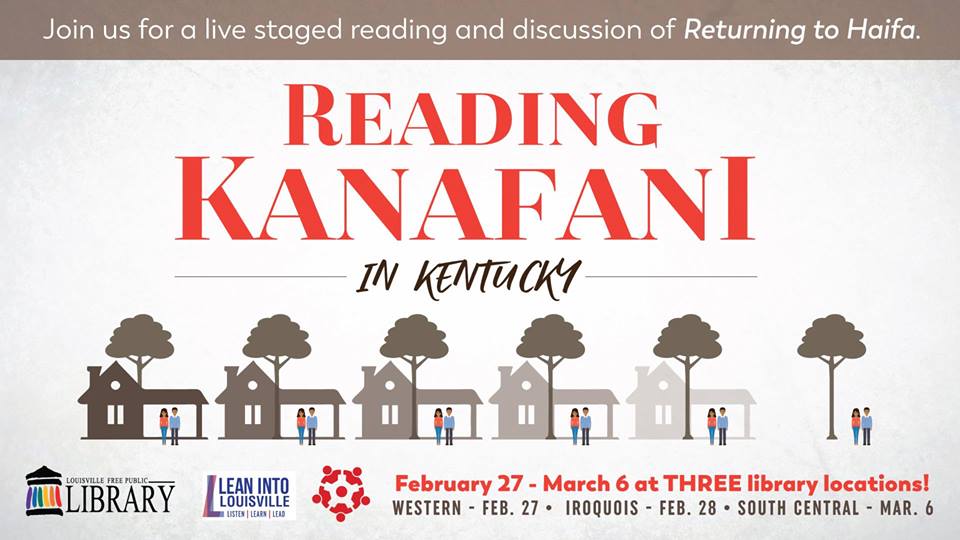 Join us for a live staged reading and discussion of Returning to Haifa.
READING
KANAFANI
IN KENTUCKY
LOUISVILLE FREE PUBLIC
LIBRARY
LEAN INTO
LOUISVILLE
LISTEN | LEARN | LEAD
February 27 - March 6 at THREE library locations!
WESTERN - FEB. 27 • IROQUOIS - FEB. 28 • SOUTH CENTRAL - MAR. 6